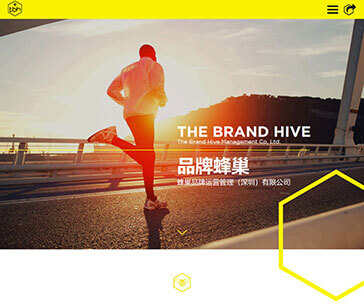 tbh
THE BRAND HIVE
The Brand Hive Management Co., Ltd.
品牌蜂巢
蜂巢品牌运营管理（深圳）有限公司